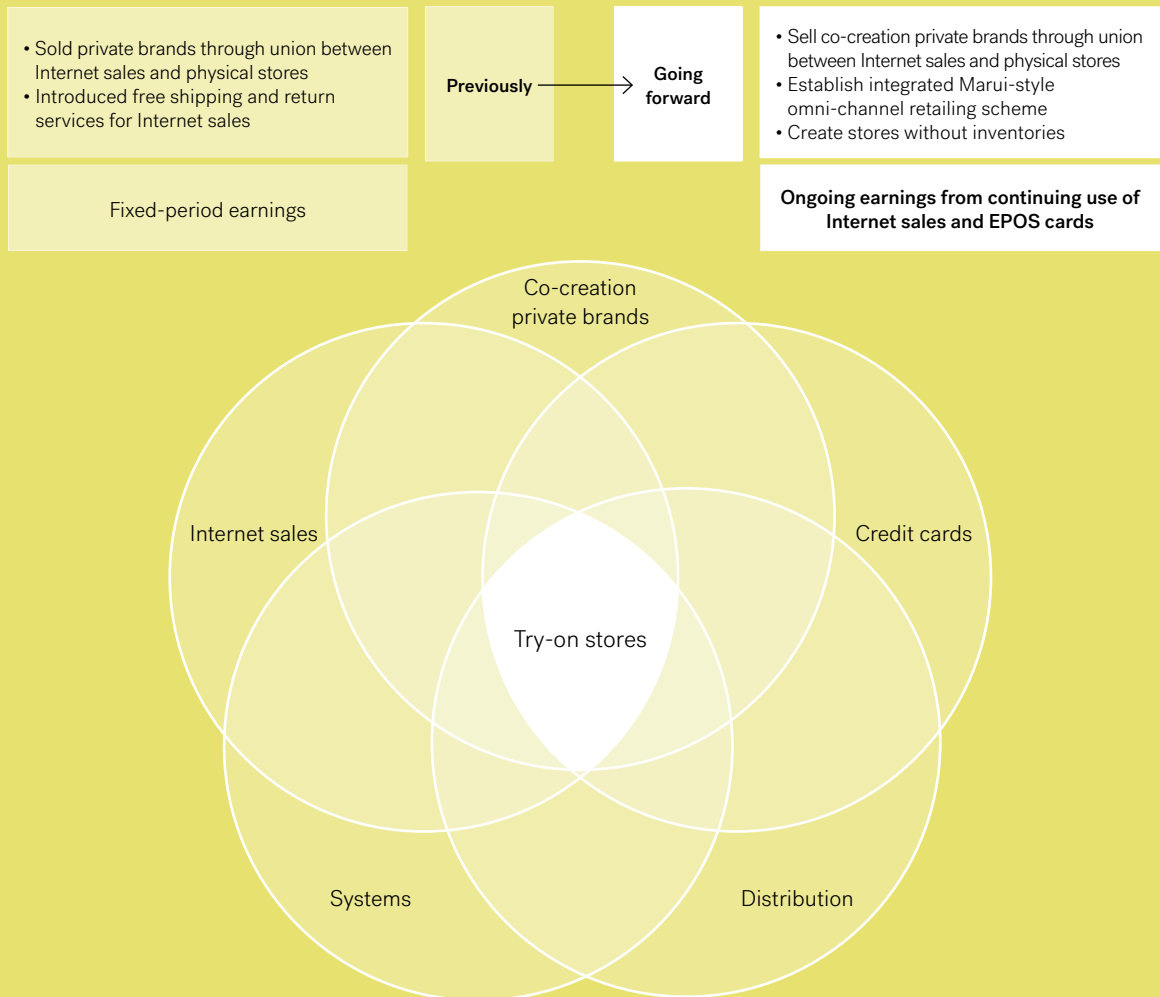 • Sold private brands through union between
Internet sales and physical stores
• Introduced free shipping and return
services for Internet sales
Previously
Going
forward
• Sell co-creation private brands through union
between Internet sales and physical stores
• Establish integrated Marui-style
omni-channel retailing scheme
• Create stores without inventories
Fixed-period earnings
Ongoing earnings from continuing use of
Internet sales and EPOS cards
Co-creation
private brands
Internet sales
Credit cards
Try-on stores
Systems
Distribution